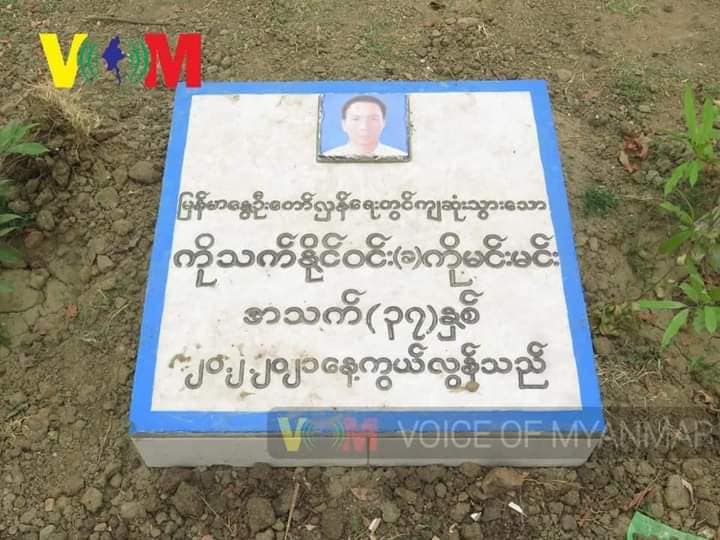 VOM
မြန်မာနွေဦးတော်လှန်ရေးတွင်ကျဆုံးသွားသော
ကိုသက်နိုင်ဝင်း(ခ)ကိုမင်းမင်း
အသက်(၃၇)နှစ်
၂၀.၂.၂၀၂၁နေ့ကွယ်လွန်သည်
VOM VOICE OF MYANMAR